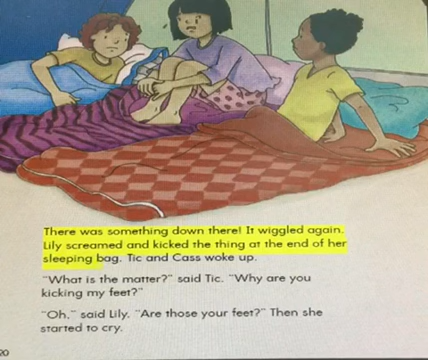 There was something down there! It wiggled again.
Lily screamed and kicked the thing at the end of her
sleeping bag. Tic and Cass woke up.
"What is the matter?" said Tic. "Why are you
kicking my feet?"
"Oh," said Lily. "Are those your feet?" Then she
started to cry.
20